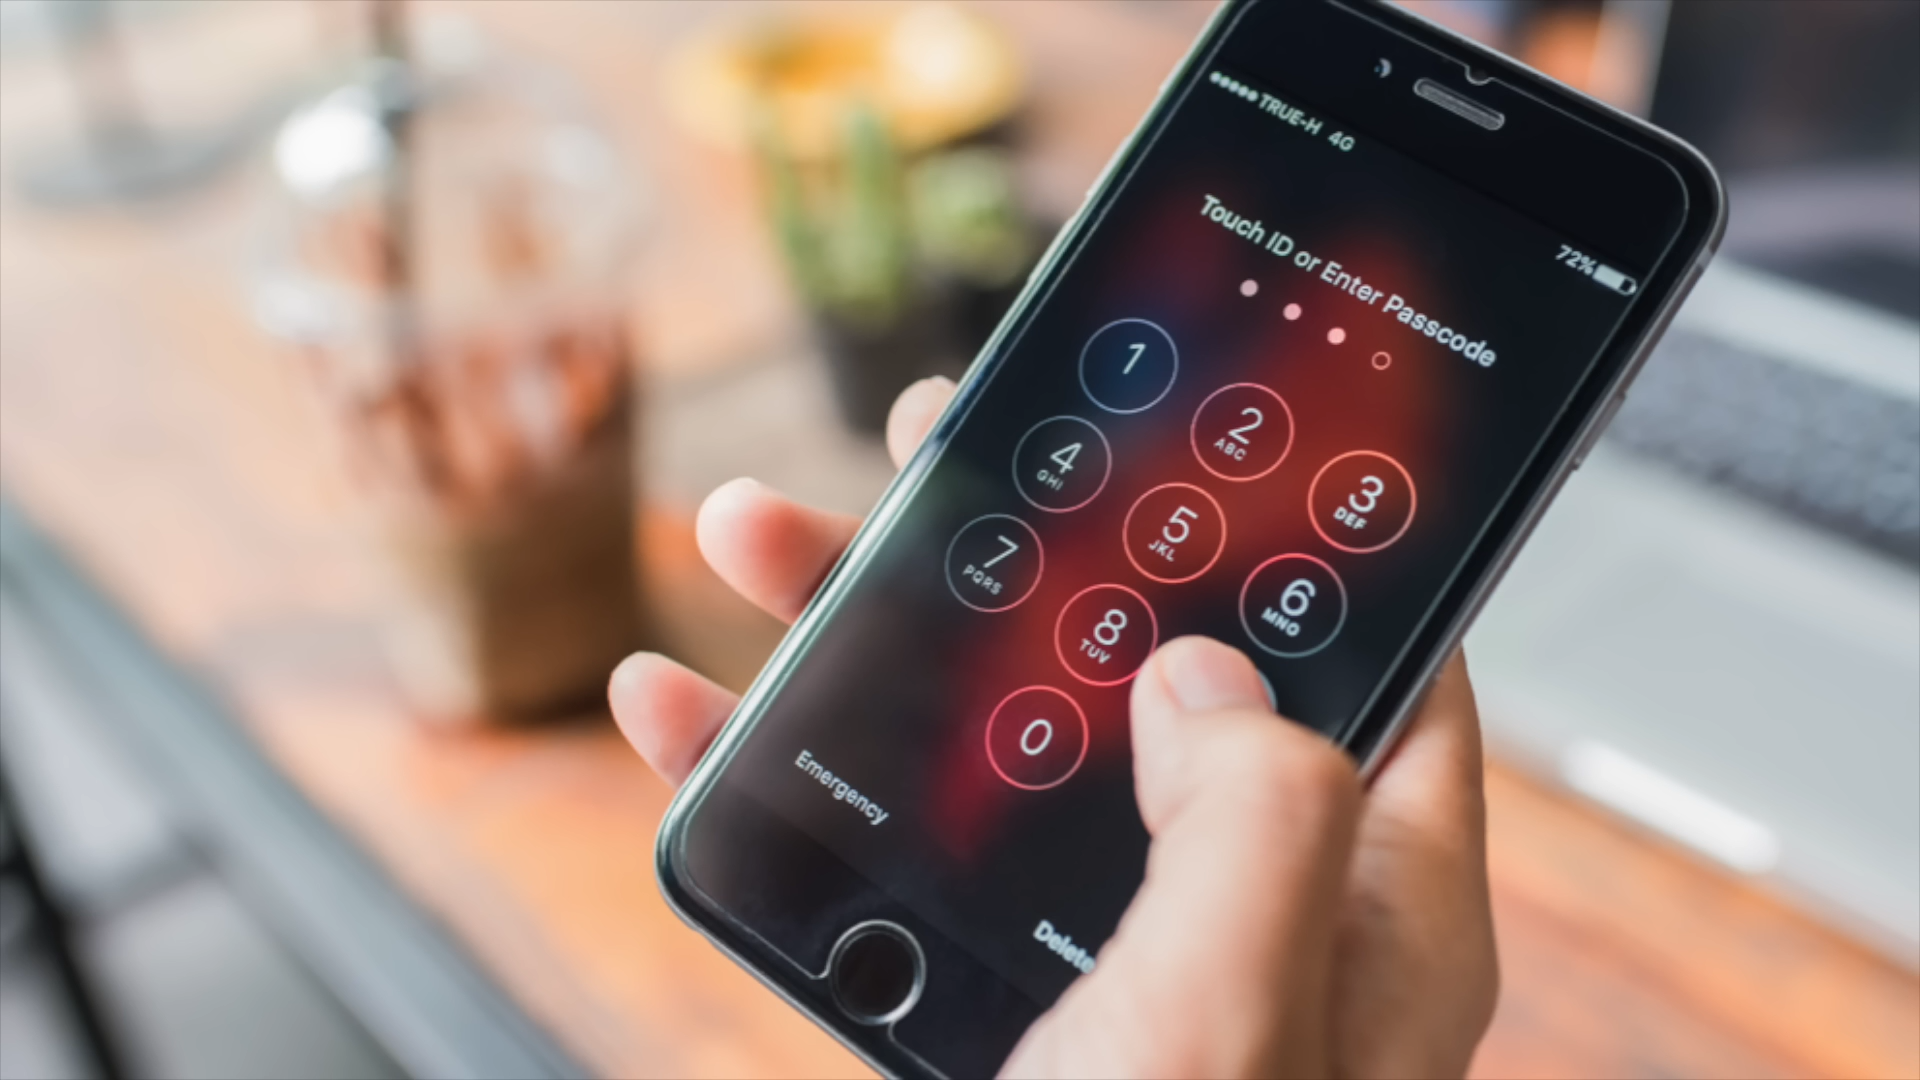 TRUE-H 4G
72%
Touch ID or Enter Passcode
1
2
ABC
3
DEF
4
GHI
5
JKL
6
MNO
7
PQRS
8
TUV
0
Emergency
Delete